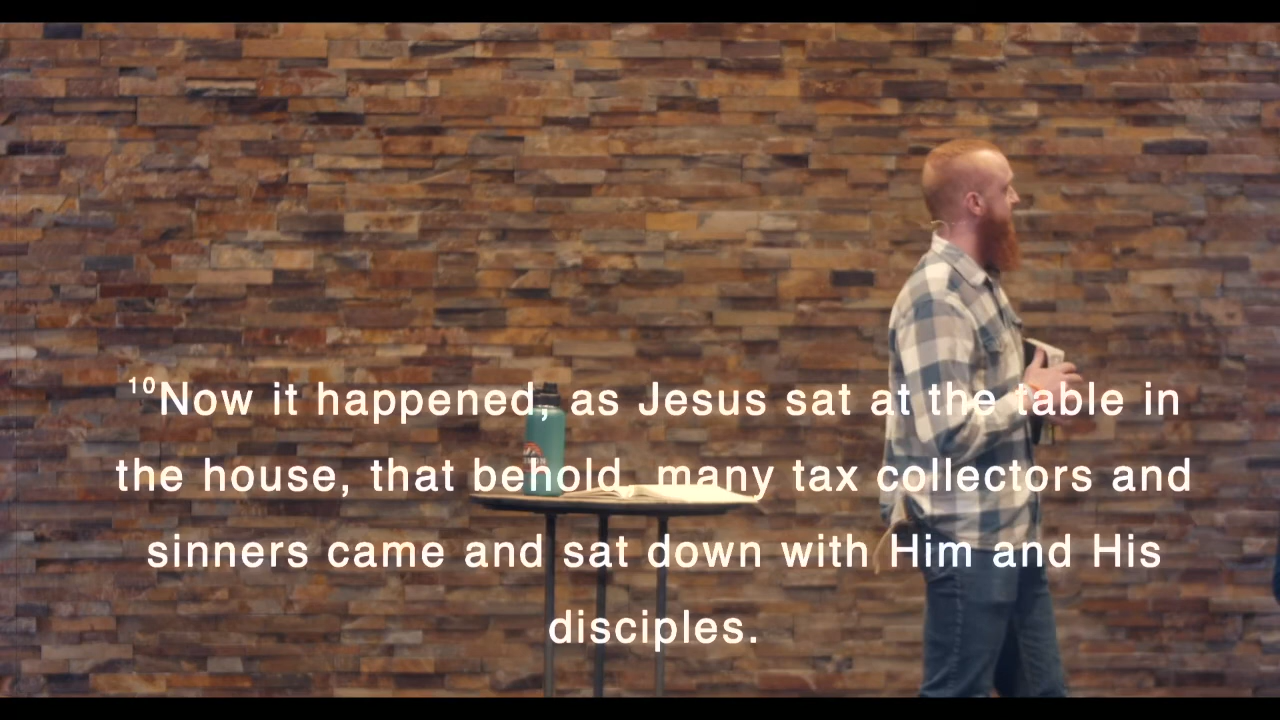 ¹⁰Now it happened, as Jesus sat at the table in
the house, that behold, many tax collectors and
sinners came and sat down with Him and His
disciples.